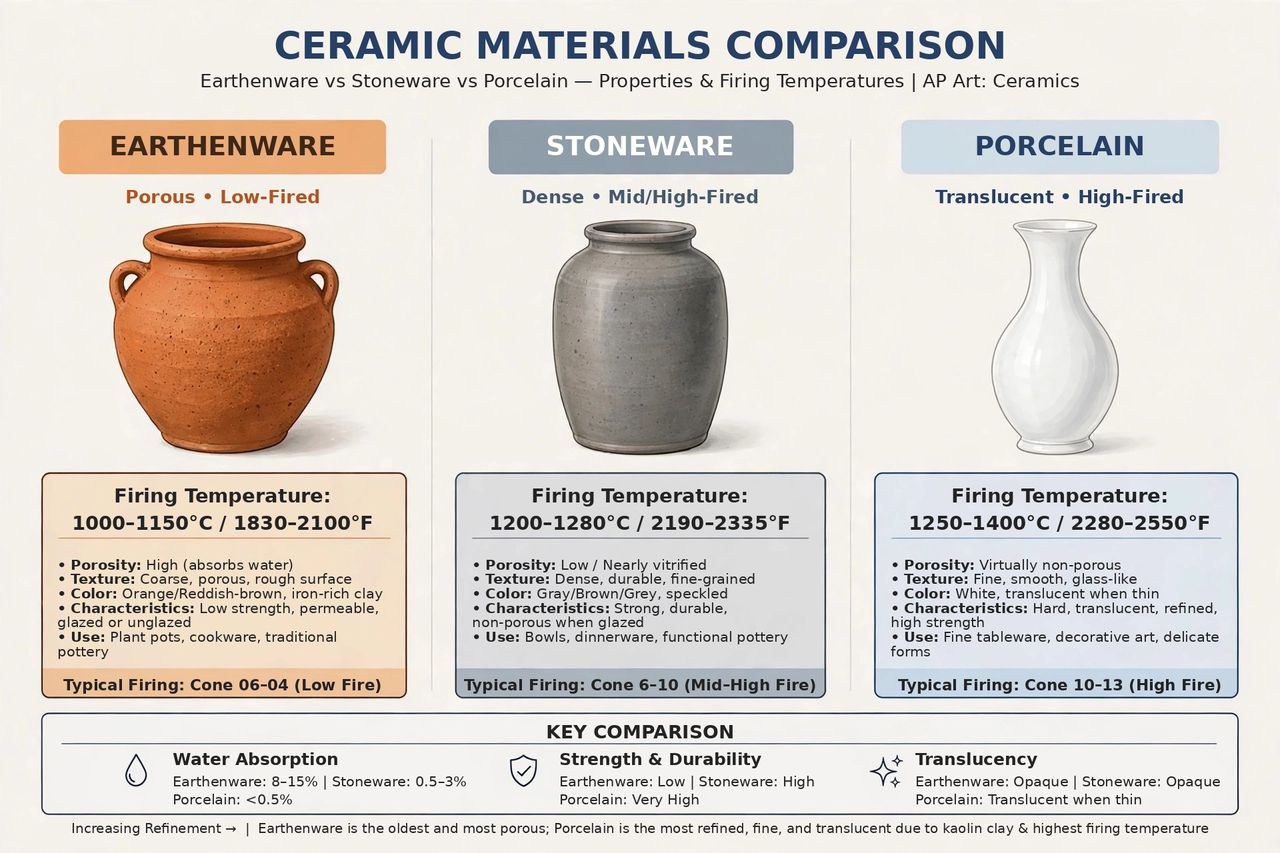 CERAMIC MATERIALS COMPARISON
Earthenware vs Stoneware vs Porcelain — Properties & Firing Temperatures | AP Art: Ceramics
EARTHENWARE
Porous • Low-Fired
Firing Temperature:
1000–1150°C / 1830–2100°F
• Porosity: High (absorbs water)
• Texture: Coarse, porous, rough surface
• Color: Orange/Reddish-brown, iron-rich clay
• Characteristics: Low strength, permeable,
glazed or unglazed
• Use: Plant pots, cookware, traditional
pottery
Typical Firing: Cone 06–04 (Low Fire)
STONEWARE
Dense • Mid/High-Fired
Firing Temperature:
1200–1280°C / 2190–2335°F
• Porosity: Low / Nearly vitrified
• Texture: Dense, durable, fine-grained
• Color: Gray/Brown/Grey, speckled
• Characteristics: Strong, durable,
non-porous when glazed
• Use: Bowls, dinnerware, functional pottery
Typical Firing: Cone 6–10 (Mid–High Fire)
PORCELAIN
Translucent • High-Fired
Firing Temperature:
1250–1400°C / 2280–2550°F
• Porosity: Virtually non-porous
• Texture: Fine, smooth, glass-like
• Color: White, translucent when thin
• Characteristics: Hard, translucent, refined,
high strength
• Use: Fine tableware, decorative art, delicate
forms
Typical Firing: Cone 10–13 (High Fire)
KEY COMPARISON
Water Absorption
Earthenware: 8–15% | Stoneware: 0.5–3%
Porcelain: <0.5%
Strength & Durability
Earthenware: Low | Stoneware: High
Porcelain: Very High
Translucency
Earthenware: Opaque | Stoneware: Opaque
Porcelain: Translucent when thin
Increasing Refinement → | Earthenware is the oldest and most porous; Porcelain is the most refined, fine, and translucent due to kaolin clay & highest firing temperature